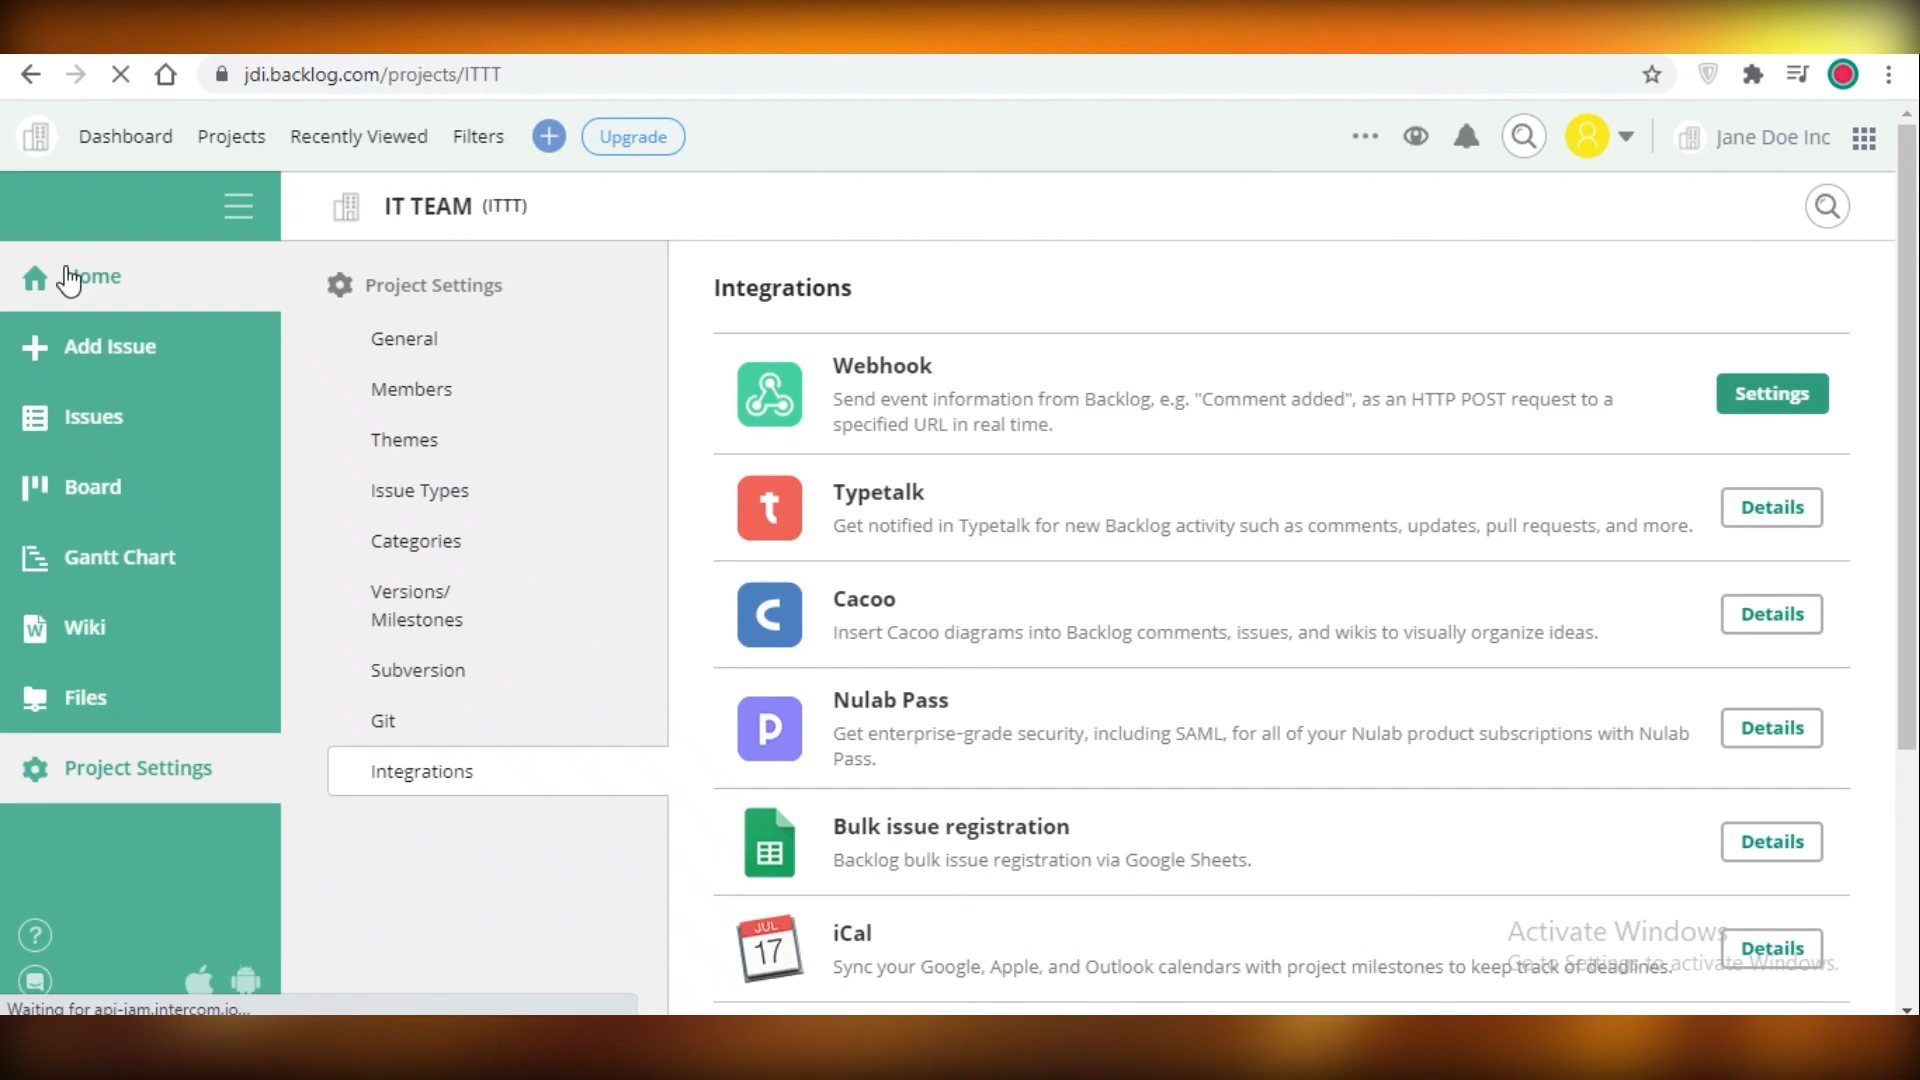 jdi.backlog.com/projects/ITTT
Dashboard Projects Recently Viewed Filters Upgrade Jane Doe Inc
IT TEAM (ITTT)
Home
Add Issue
Issues
Board
Gantt Chart
Wiki
Files
Project Settings
Project Settings
General
Members
Themes
Issue Types
Categories
Versions/
Milestones
Subversion
Git
Integrations
Integrations
Webhook
Send event information from Backlog, e.g. "Comment added", as an HTTP POST request to a
specified URL in real time.
Settings
t
Typetalk
Get notified in Typetalk for new Backlog activity such as comments, updates, pull requests, and more.
Details
C
Cacoo
Insert Cacoo diagrams into Backlog comments, issues, and wikis to visually organize ideas.
Details
p
Nulab Pass
Get enterprise-grade security, including SAML, for all of your Nulab product subscriptions with Nulab
Pass.
Details
Bulk issue registration
Backlog bulk issue registration via Google Sheets.
Details
JUL
17
iCal
Sync your Google, Apple, and Outlook calendars with project milestones to keep track of deadlines.
Details
Activate Windows
Go to Settings to activate Windows.
Waiting for api-iam.intercom.io...